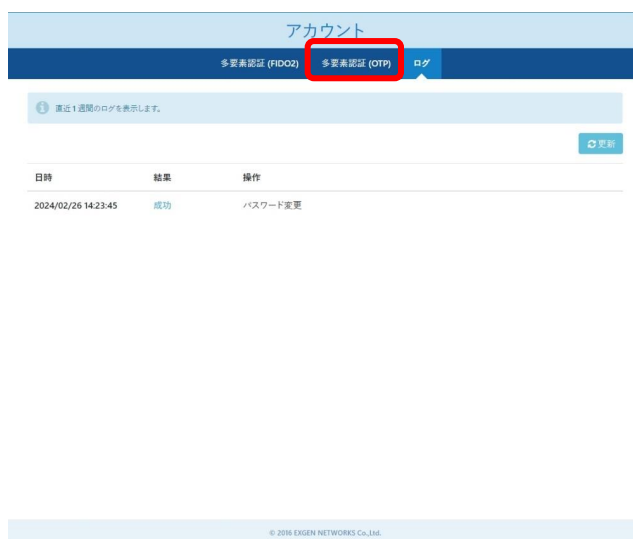 アカウント
多要素認証 (FIDO2) 多要素認証 (OTP) ログ
直近1週間のログを表示します。
更新
日時 結果 操作
2024/02/26 14:23:45 成功 パスワード変更
© 2016 EXGEN NETWORKS Co.,Ltd.